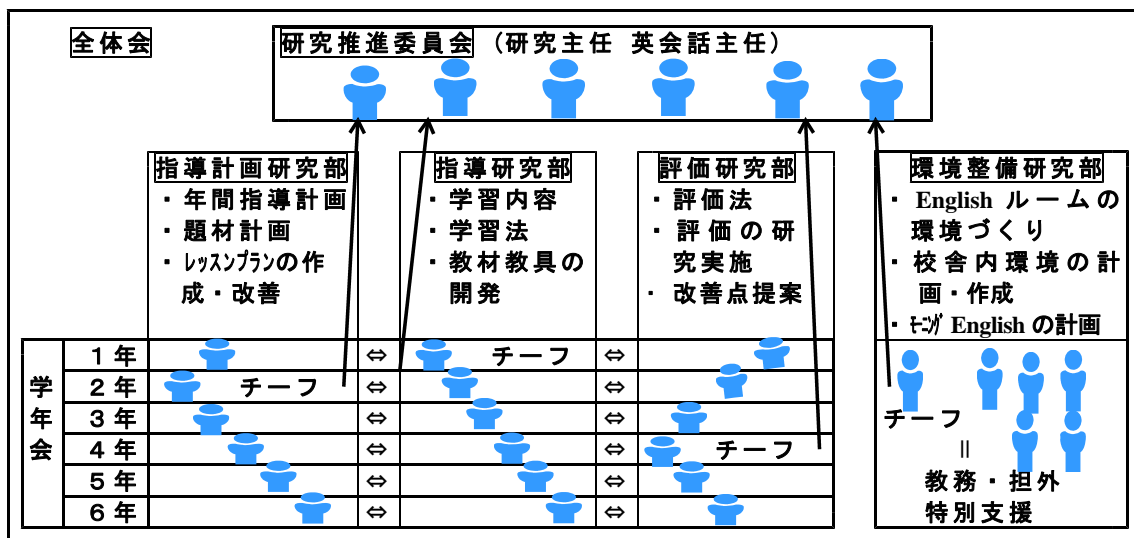 全体会
研究推進委員会 (研究主任 英会話主任)
指導計画研究部
・年間指導計画
・題材計画
・ﾚｯｽﾝﾌﾟﾗﾝの作
成・改善
指導研究部
・学習内容
・学習法
・教材教具の
開発
評価研究部
・評価法
・評価の研
究実施
・改善点提案
環境整備研究部
・English ルームの
環境づくり
・校舎内環境の計
画・作成
・ﾓｰﾆﾝｸﾞ English の計画
学年会
1年 ⇔ チーフ ⇔
2年 チーフ ⇔ ⇔
3年 ⇔ ⇔
4年 ⇔ ⇔ チーフ
5年 ⇔ ⇔
6年 ⇔ ⇔
チーフ
॥
教務・担外
特別支援